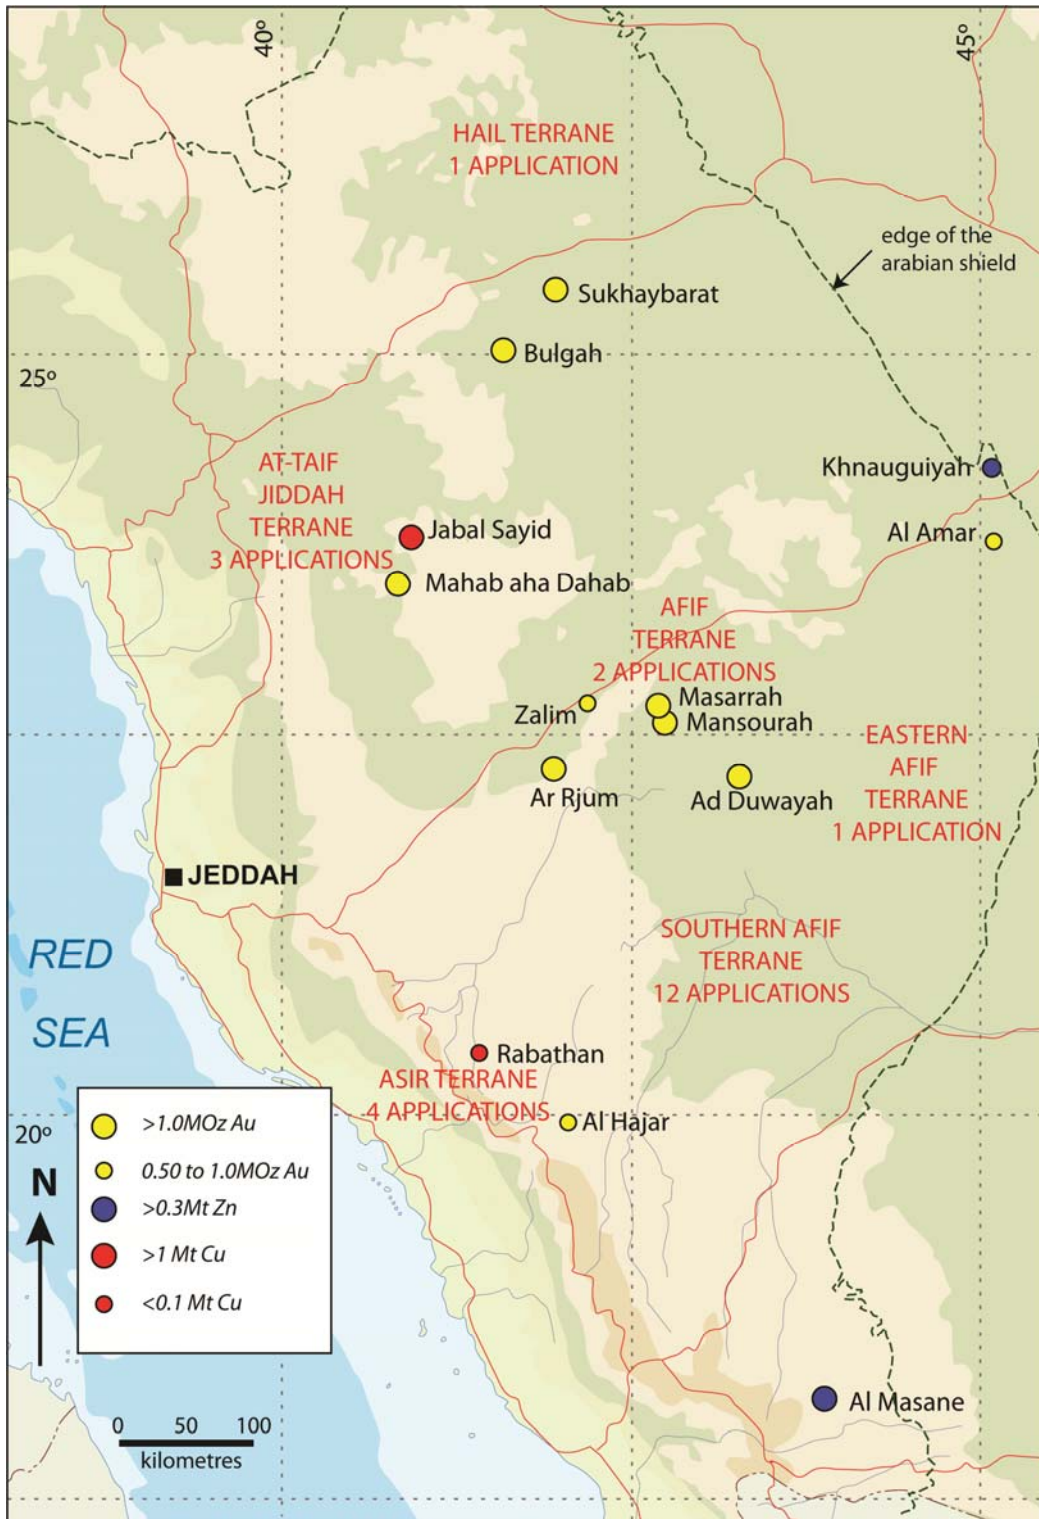 40°
45°
HAIL TERRANE
1 APPLICATION
edge of the
arabian shield
Sukhaybarat
Bulgah
25º
AT-TAIF
JIDDAH
TERRANE
3 APPLICATIONS
Khnauguiyah
Jabal Sayid
Al Amar
Mahab aha Dahab
AFIF
TERRANE
2 APPLICATIONS
Masarrah
Zalim
Mansourah
EASTERN
AFIF
TERRANE
1 APPLICATION
Ar Rjum
Ad Duwayah
JEDDAH
RED
SEA
SOUTHERN AFIF
TERRANE
12 APPLICATIONS
Rabathan
ASIR TERRANE
4 APPLICATIONS
Al Hajar
20º
N
>1.0MOz Au
0.50 to 1.0MOz Au
>0.3Mt Zn
>1 Mt Cu
<0.1 Mt Cu
Al Masane
0 50 100
kilometres